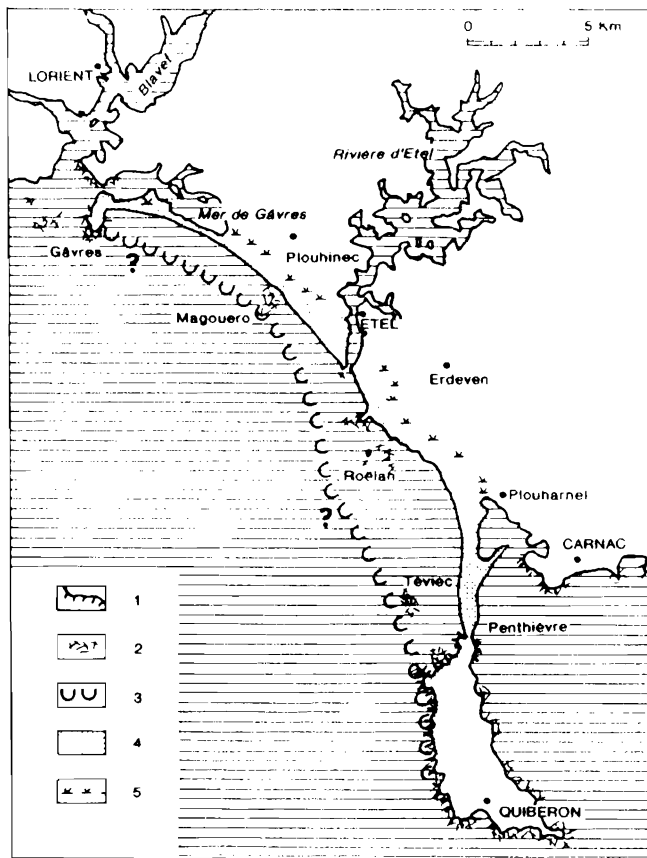 0 5 Km
LORIENT
Blavet
Rivière d'Etel
Mer de Gâvres
Gâvres
Plouhinec
?
Magouero
ETEL
Erdeven
Roëlan
Plouharnel
?
CARNAC
Téviec
1
Penthièvre
2
3
4
5
QUIBERON